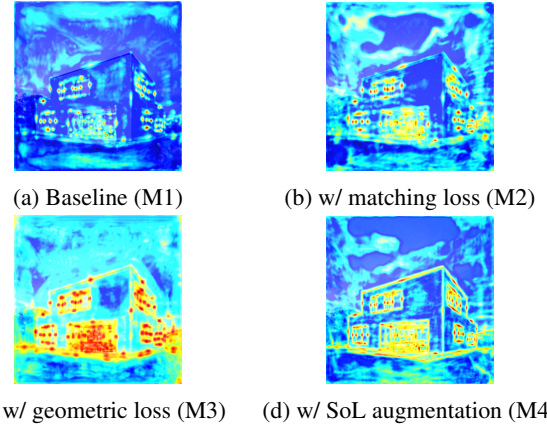 (a) Baseline (M1)
(b) w/ matching loss (M2)
w/ geometric loss (M3)
(d) w/ SoL augmentation (M4